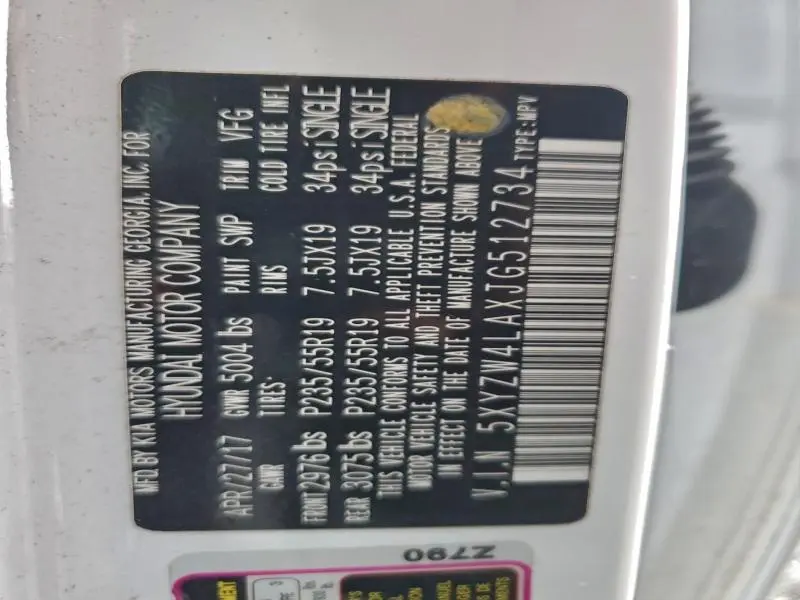 MFD.BY KIA MOTORS MANUFACTURING GEORGIA, INC. FOR
HYUNDAI MOTOR COMPANY
APR/27/17 GVWR 5004 lbs PAINT SWP TRIM VFG
GAWR TIRES RMS COLD TIRE INFL
FRONT 2976 lbs P235/55R19 7.5JX19 34psi SINGLE
REAR 3075 lbs P235/55R19 7.5JX19 34psi SINGLE
THIS VEHICLE CONFORMS TO ALL APPLICABLE U.S.A. FEDERAL
MOTOR VEHICLE SAFETY AND THEFT PREVENTION STANDARDS
IN EFFECT ON THE DATE OF MANUFACTURE SHOWN ABOVE
V.I.N 5XYZW4LAXJG512734 TYPE:MPV
Z790